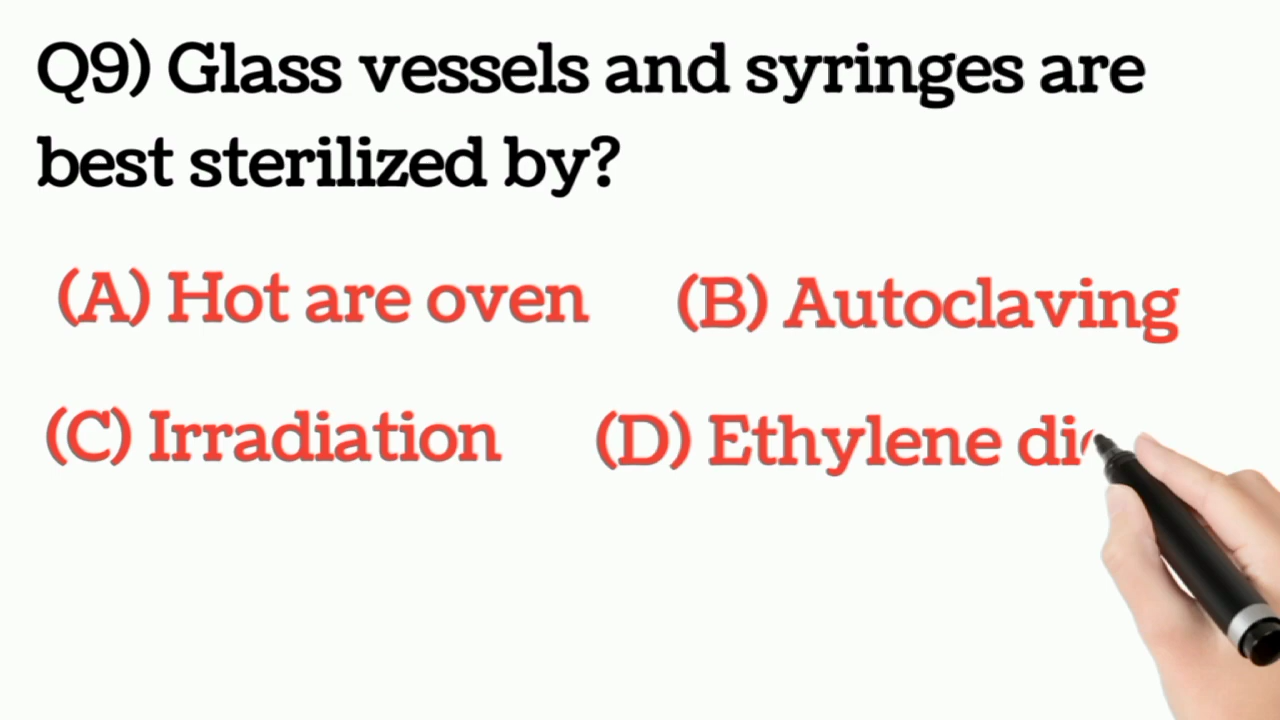 Q9) Glass vessels and syringes are
best sterilized by?
(A) Hot are oven (B) Autoclaving
(C) Irradiation (D) Ethylene